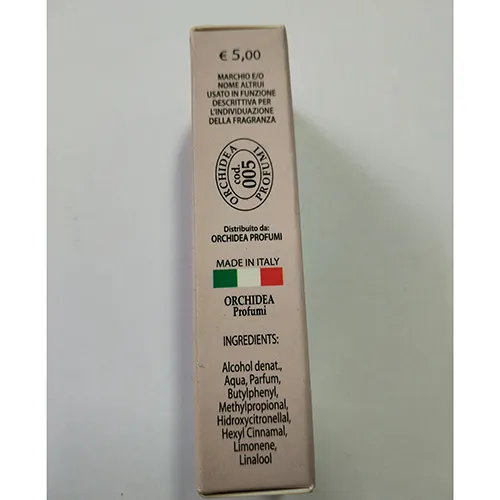 € 5,00
MARCHIO E/O
NOME ALTRUI
USATO IN FUNZIONE
DESCRITTIVA PER
L'INDIVIDUAZIONE
DELLA FRAGRANZA
ORCHIDEA
cod.
005
PROFUMI
Distribuito da:
ORCHIDEA PROFUMI
MADE IN ITALY
ORCHIDEA
Profumi
INGREDIENTS:
Alcohol denat.,
Aqua, Parfum,
Butylphenyl,
Methylpropional,
Hidroxycitronellal,
Hexyl Cinnamal,
Limonene,
Linalool